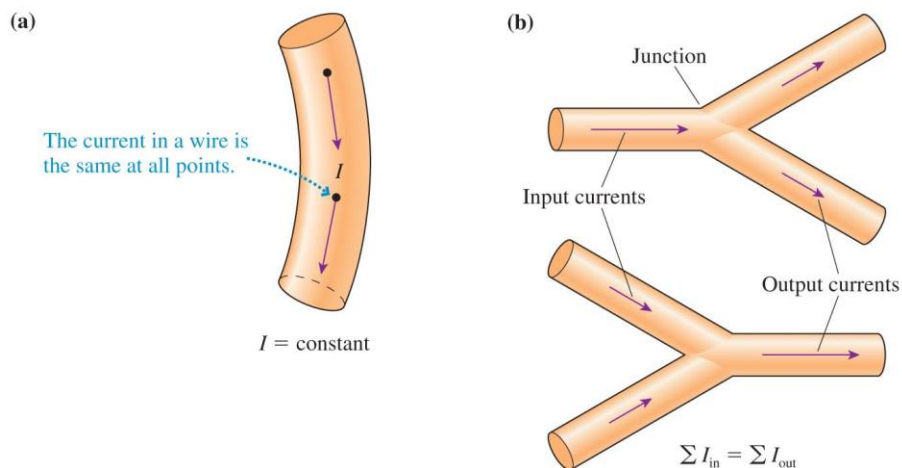 (a)
The current in a wire is
the same at all points.
I
I = constant
(b)
Junction
Input currents
Output currents
∑ I_in = ∑ I_out